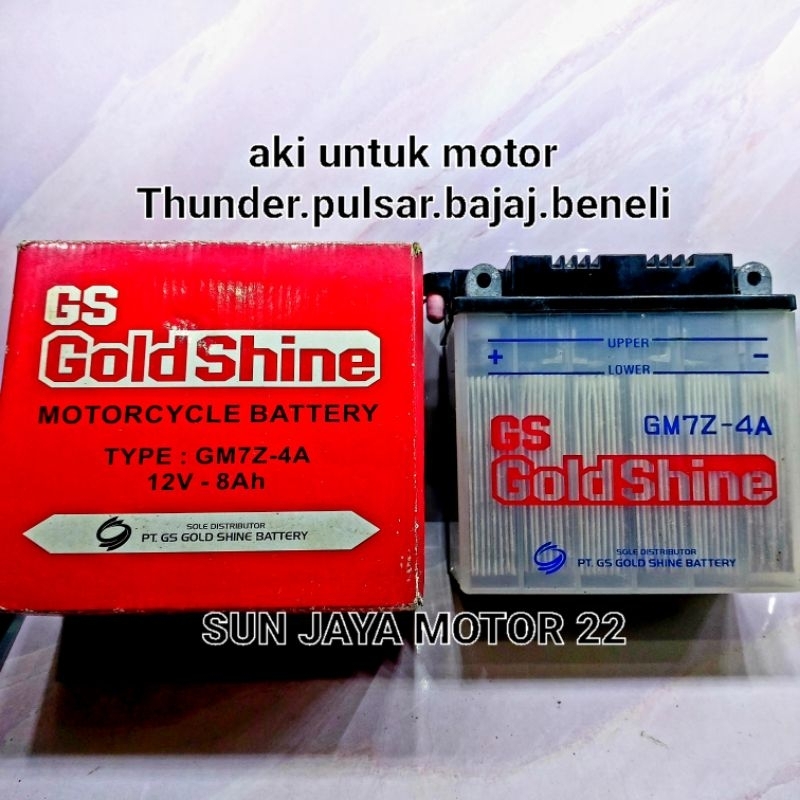 aki untuk motor
Thunder.pulsar.bajaj.beneli
GS
Gold Shine
MOTORCYCLE BATTERY
TYPE : GM7Z-4A
12V - 8Ah
SOLE DISTRIBUTOR
PT. GS GOLD SHINE BATTERY
UPPER
+ -
LOWER
GS
GM7Z-4A
Gold Shine
SOLE DISTRIBUTOR
PT. GS GOLD SHINE BATTERY
SUN JAYA MOTOR 22